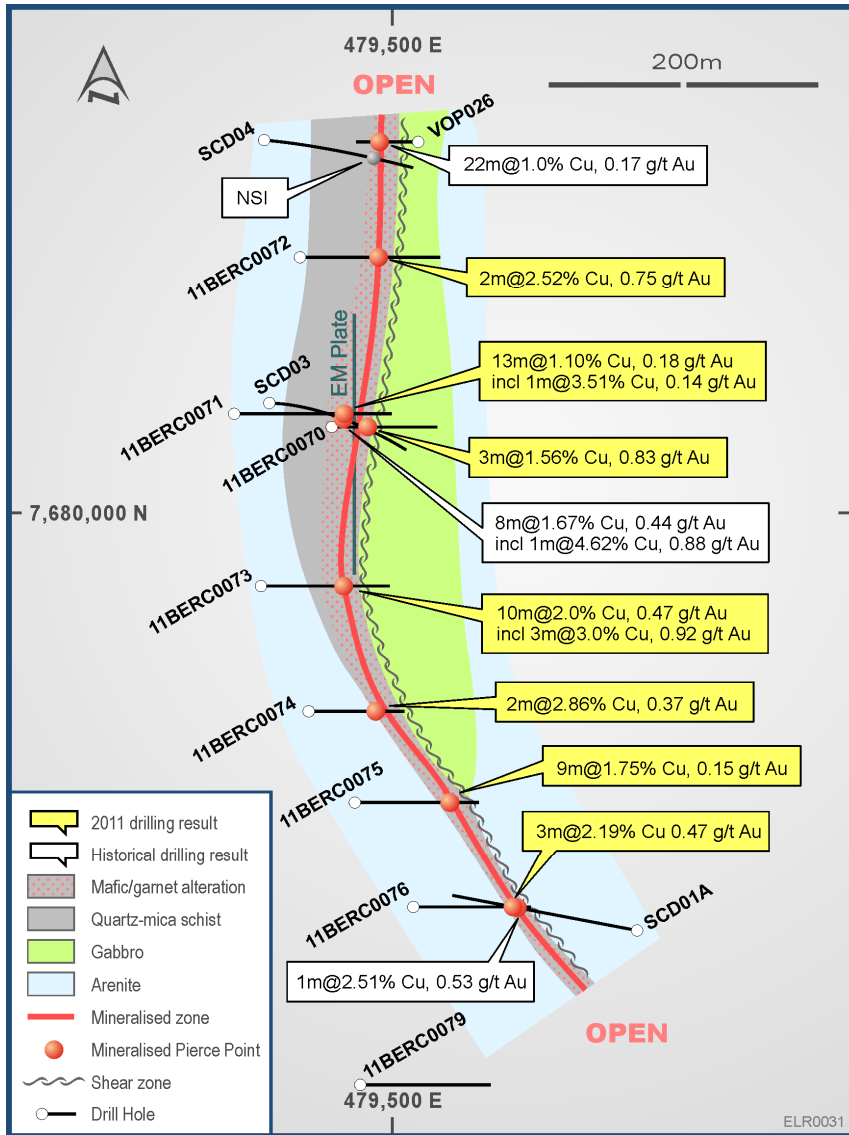 479,500 E
200m
OPEN
N
SCD04
VOP026
22m@1.0% Cu, 0.17 g/t Au
NSI
11BERC0072
2m@2.52% Cu, 0.75 g/t Au
EM Plate
13m@1.10% Cu, 0.18 g/t Au
incl 1m@3.51% Cu, 0.14 g/t Au
SCD03
11BERC0071
11BERC0070
3m@1.56% Cu, 0.83 g/t Au
7,680,000 N
8m@1.67% Cu, 0.44 g/t Au
incl 1m@4.62% Cu, 0.88 g/t Au
11BERC0073
10m@2.0% Cu, 0.47 g/t Au
incl 3m@3.0% Cu, 0.92 g/t Au
11BERC0074
2m@2.86% Cu, 0.37 g/t Au
11BERC0075
9m@1.75% Cu, 0.15 g/t Au
3m@2.19% Cu 0.47 g/t Au
11BERC0076
SCD01A
1m@2.51% Cu, 0.53 g/t Au
OPEN
11BERC0079
479,500 E
2011 drilling result
Historical drilling result
Mafic/garnet alteration
Quartz-mica schist
Gabbro
Arenite
Mineralised zone
Mineralised Pierce Point
Shear zone
Drill Hole
ELR0031